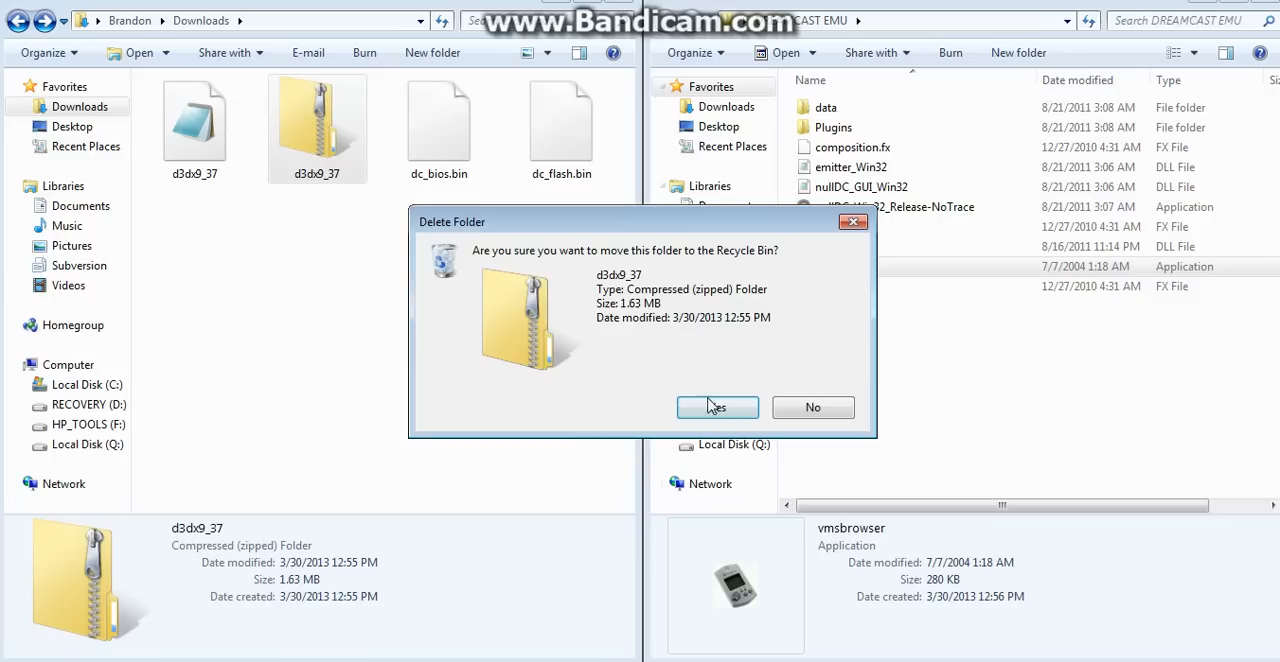 www.Bandicam.com
Brandon
Downloads
DREAMCAST EMU
Search DREAMCAST EMU
Organize
Open
Share with
E-mail
Burn
New folder
Organize
Open
Share with
Burn
New folder
Favorites
Downloads
Desktop
Recent Places
Libraries
Documents
Music
Pictures
Subversion
Videos
Homegroup
Computer
Local Disk (C:)
RECOVERY (D:)
HP_TOOLS (F:)
Local Disk (Q:)
Network
d3dx9_37
d3dx9_37
dc_bios.bin
dc_flash.bin
Favorites
Downloads
Desktop
Recent Places
Libraries
Local Disk (Q:)
Network
Name
Date modified
Type
data
8/21/2011 3:08 AM
File folder
Plugins
8/21/2011 3:08 AM
File folder
composition.fx
12/27/2010 4:31 AM
FX File
emitter_Win32
8/21/2011 3:06 AM
DLL File
nullDC_GUI_Win32
8/21/2011 3:06 AM
DLL File
nullDC_Win32_Release-NoTrace
8/21/2011 3:07 AM
Application
12/27/2010 4:31 AM
FX File
8/16/2011 11:14 PM
DLL File
7/7/2004 1:18 AM
Application
12/27/2010 4:31 AM
FX File
Delete Folder
Are you sure you want to move this folder to the Recycle Bin?
d3dx9_37
Type: Compressed (zipped) Folder
Size: 1.63 MB
Date modified: 3/30/2013 12:55 PM
Yes
No
d3dx9_37
Compressed (zipped) Folder
Date modified: 3/30/2013 12:55 PM
Size: 1.63 MB
Date created: 3/30/2013 12:55 PM
vmsbrowser
Application
Date modified: 7/7/2004 1:18 AM
Size: 280 KB
Date created: 3/30/2013 12:56 PM